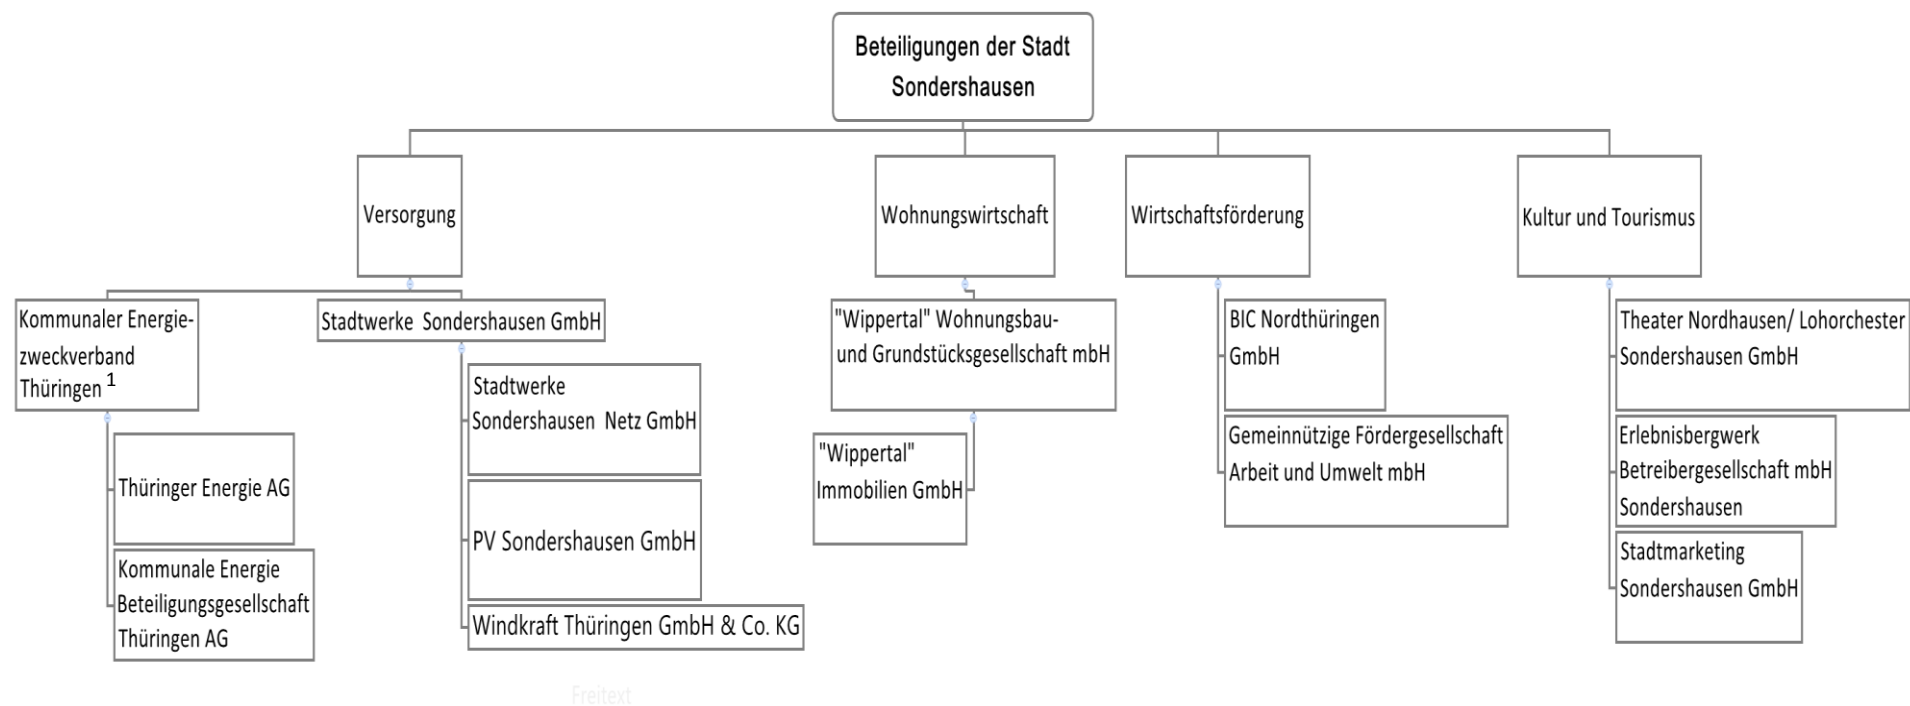 Beteiligungen der Stadt
Sondershausen
Versorgung
Wohnungswirtschaft
Wirtschaftsförderung
Kultur und Tourismus
Kommunaler Energie-
zweckverband
Thüringen 1
Thüringer Energie AG
Kommunale Energie
Beteiligungsgesellschaft
Thüringen AG
Stadtwerke Sondershausen GmbH
Stadtwerke
Sondershausen Netz GmbH
PV Sondershausen GmbH
Windkraft Thüringen GmbH & Co. KG
"Wippertal" Wohnungsbau-
und Grundstücksgesellschaft mbH
"Wippertal"
Immobilien GmbH
BIC Nordthüringen
GmbH
Gemeinnützige Fördergesellschaft
Arbeit und Umwelt mbH
Theater Nordhausen/ Lohorchester
Sondershausen GmbH
Erlebnisbergwerk
Betreibergesellschaft mbH
Sondershausen
Stadtmarketing
Sondershausen GmbH
Freitext